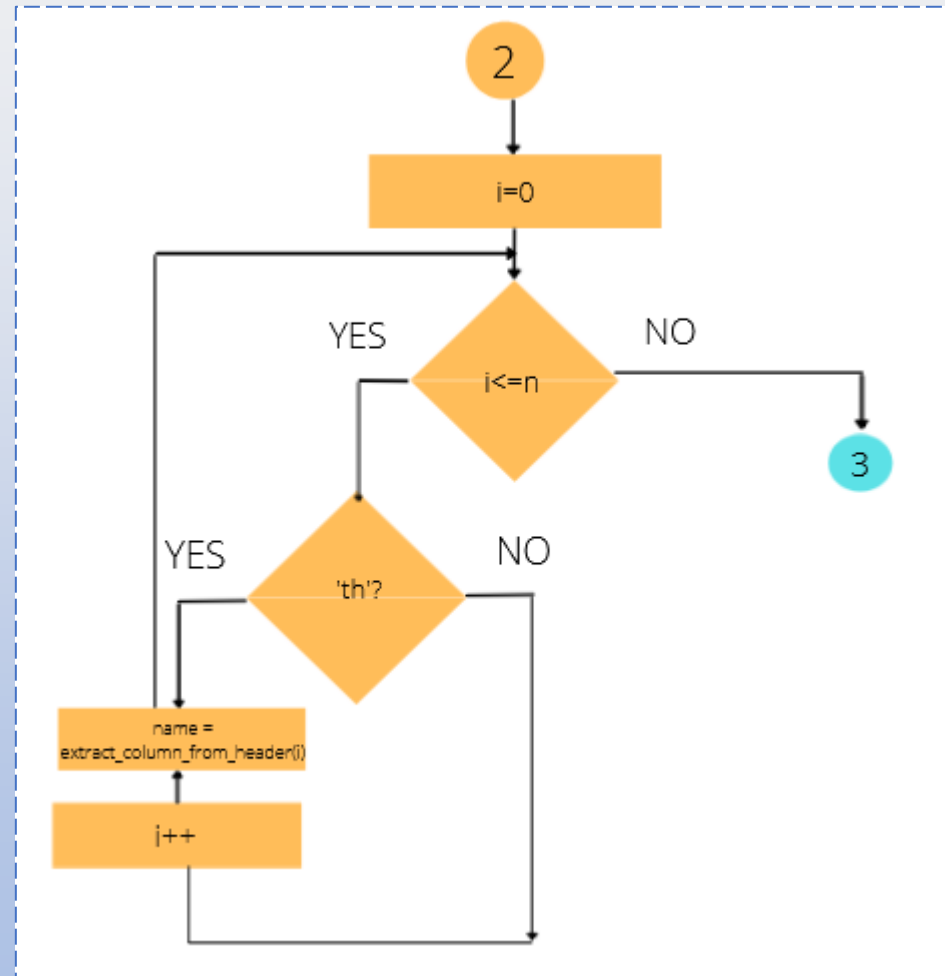 2
i=0
YES
NO
i<=n
3
YES
NO
'th'?
name =
extract_column_from_header(i)
i++